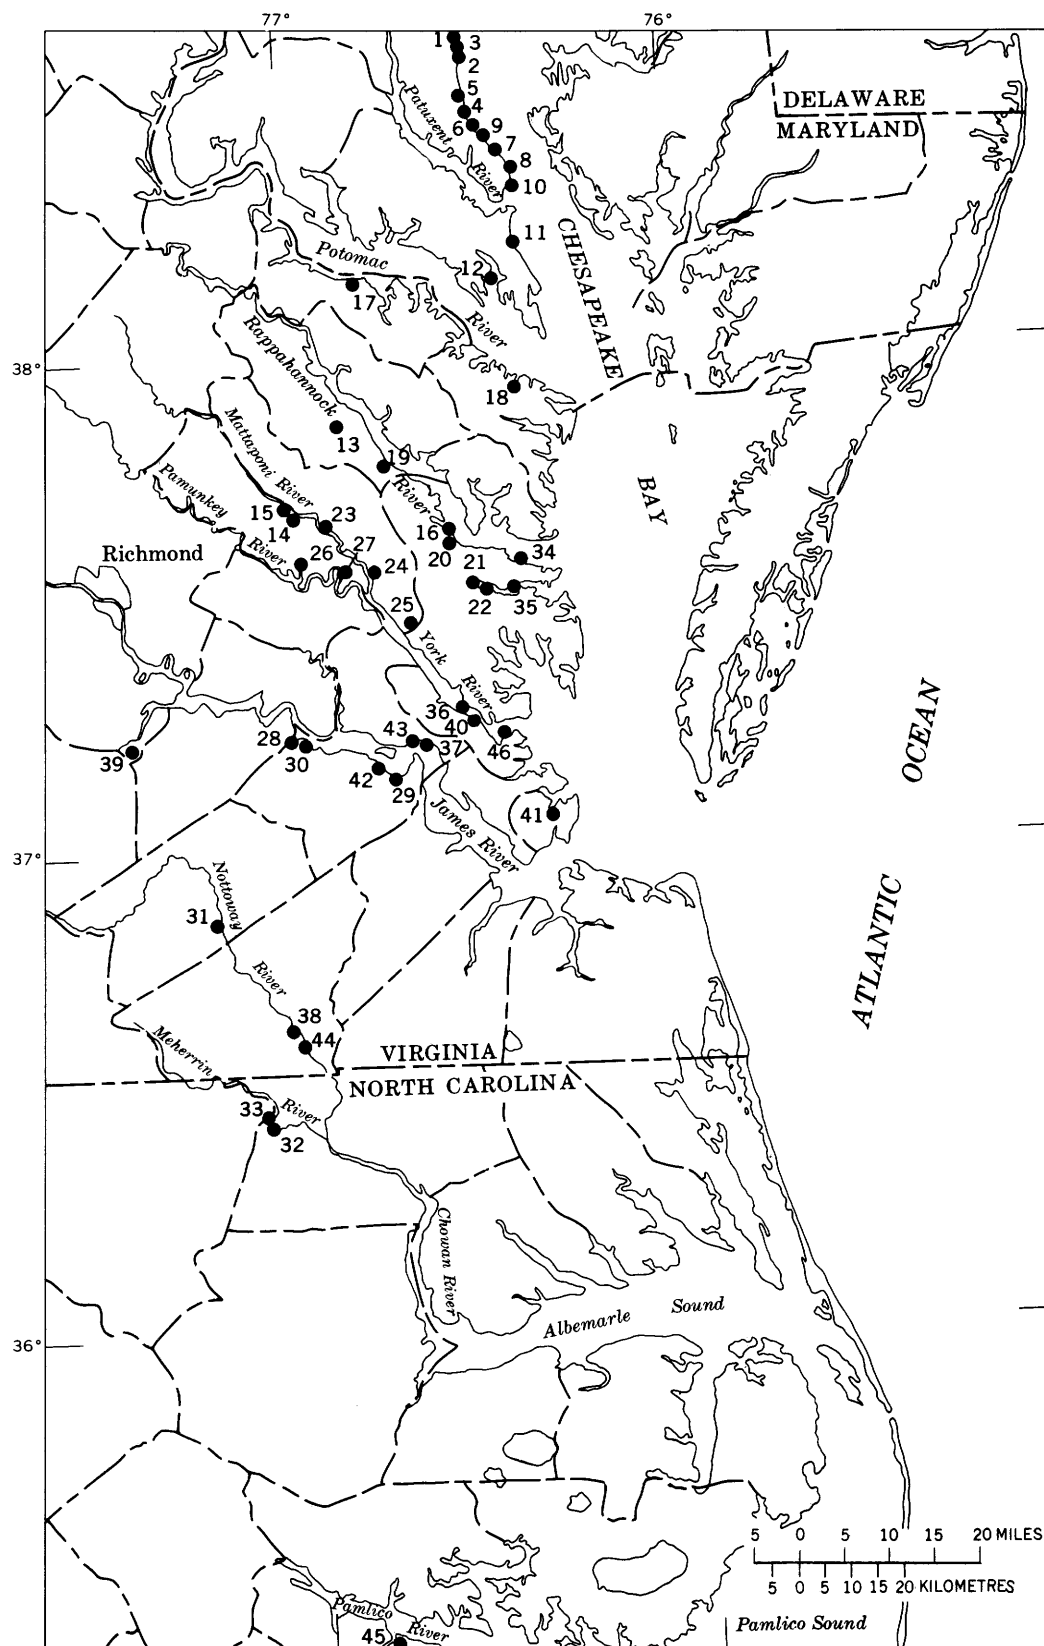 77°
76°
1
3
2
5
4
6
9
7
8
10
11
12
17
18
Patuxent
River
DELAWARE
MARYLAND
CHESAPEAKE
BAY
Potomac
River
38°
Rappahannock
River
13
19
Mattaponi River
Pamunkey
River
15
14
23
16
20
34
Richmond
26
27
24
21
22
35
25
York
River
36
40
46
28
30
43
37
42
29
39
41
James River
OCEAN
ATLANTIC
37°
Nottoway
River
31
38
44
Meherrin
River
VIRGINIA
NORTH CAROLINA
33
32
Chowan River
Albemarle Sound
36°
5 0 5 10 15 20 MILES
5 0 5 10 15 20 KILOMETRES
Pamlico
River
45
Pamlico Sound